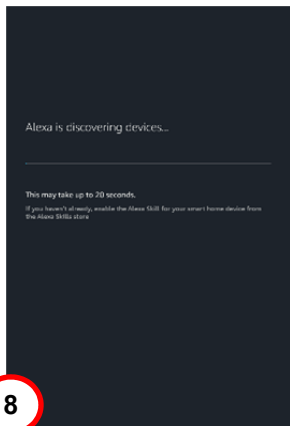 Alexa is discovering devices...
This may take up to 20 seconds.
If you haven't already, enable the Alexa Skill for your smart home device from
the Alexa Skills store
8